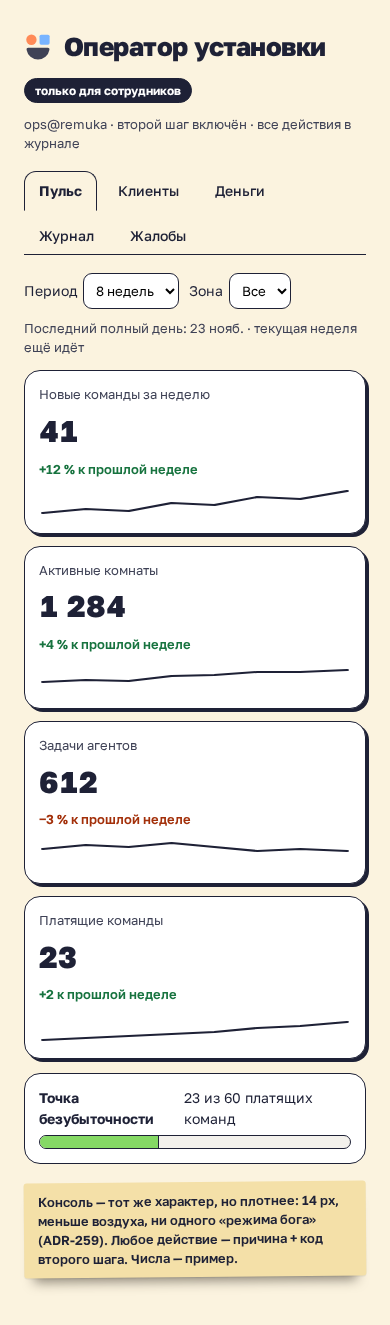 Оператор установки
только для сотрудников
ops@remuka · второй шаг включён · все действия в
журнале
Пульс Клиенты Деньги
Журнал Жалобы
Период 8 недель Зона Все
Последний полный день: 23 нояб. · текущая неделя
ещё идёт
Новые команды за неделю
41
+12 % к прошлой неделе
Активные комнаты
1 284
+4 % к прошлой неделе
Задачи агентов
612
−3 % к прошлой неделе
Платящие команды
23
+2 к прошлой неделе
Точка
безубыточности
23 из 60 платящих
команд
Консоль — тот же характер, но плотнее: 14 px,
меньше воздуха, ни одного «режима бога»
(ADR-259). Любое действие — причина + код
второго шага. Числа — пример.